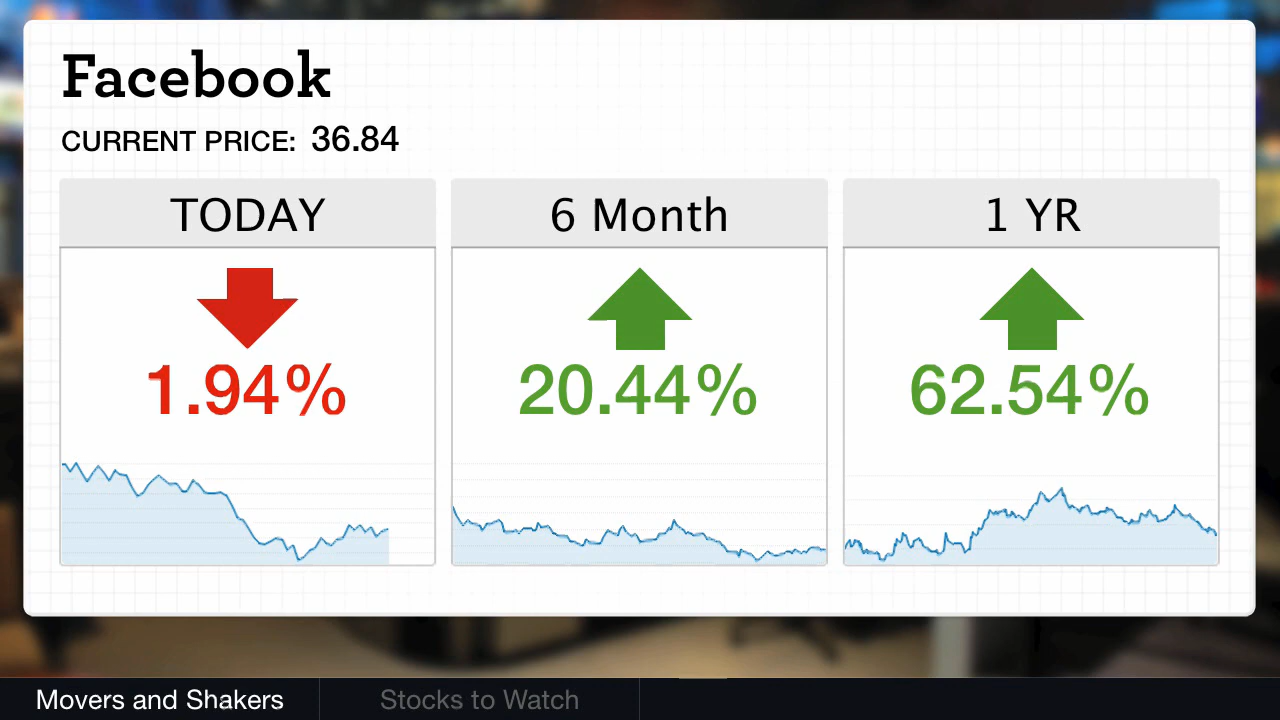 Facebook
CURRENT PRICE: 36.84
TODAY
6 Month
1 YR
1.94%
20.44%
62.54%
Movers and Shakers
Stocks to Watch